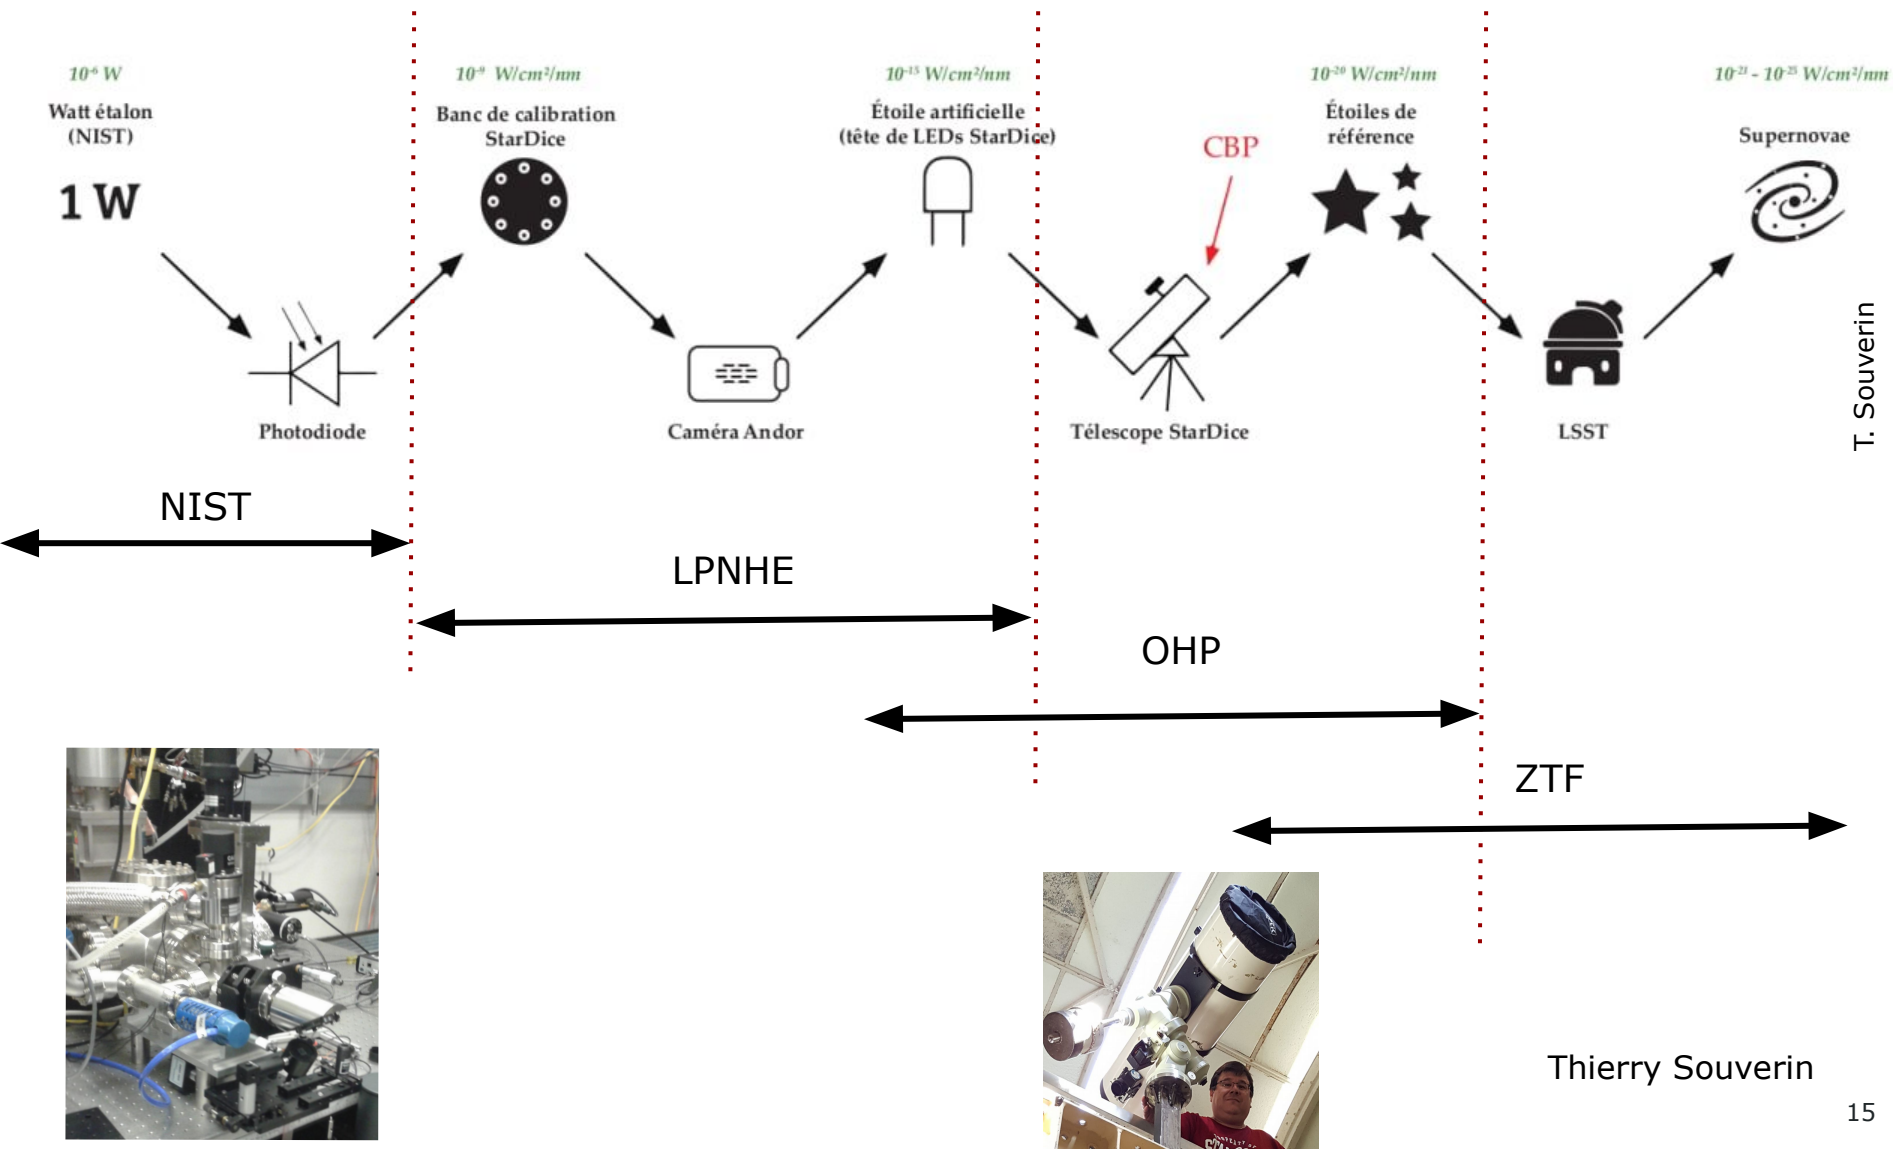 10⁻⁶ W
Watt étalon
(NIST)
1 W
Photodiode
10⁻⁹ W/cm²/nm
Banc de calibration
StarDice
Caméra Andor
10⁻¹⁵ W/cm²/nm
Étoile artificielle
(tête de LEDs StarDice)
CBP
Télescope StarDice
10⁻²⁰ W/cm²/nm
Étoiles de
référence
LSST
10⁻²¹ - 10⁻²⁵ W/cm²/nm
Supernovae
T. Souverin
NIST
LPNHE
OHP
ZTF
Thierry Souverin
15